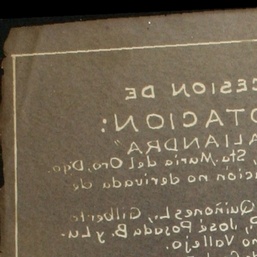 CESION DE
OTACION:
ALIANDRA"
, Sta. Maria del Oro, Dgo.
acion no derivada de
Quiñones L., Gilberto
, José Posada B. y Lu-
no Vallejo.